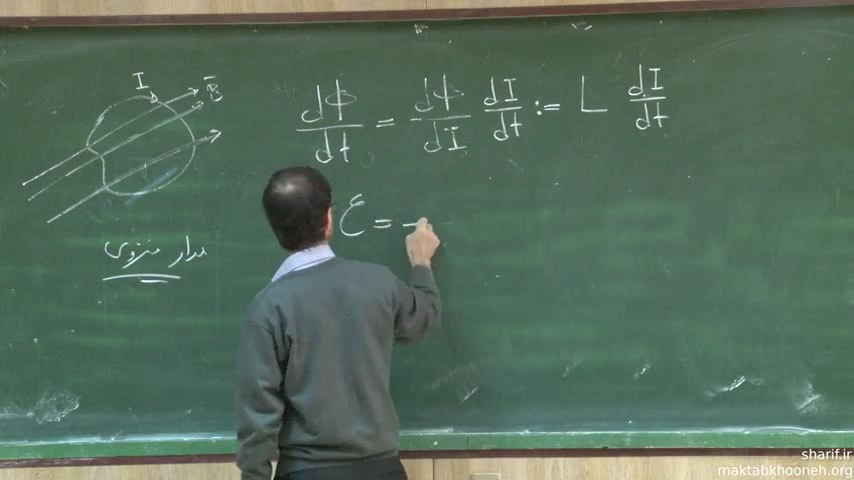 I
B̄
dΦ/dt = dΦ/dI dI/dt := L dI/dt
ℰ = −
مدار منزوی
sharif.ir
maktabkhooneh.org